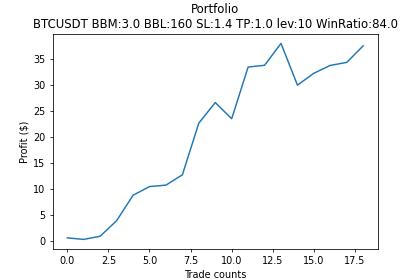 Portfolio
BTCUSDT BBM:3.0 BBL:160 SL:1.4 TP:1.0 lev:10 WinRatio:84.0
35
30
25
20
15
10
5
0
Profit ($)
0.0 2.5 5.0 7.5 10.0 12.5 15.0 17.5
Trade counts